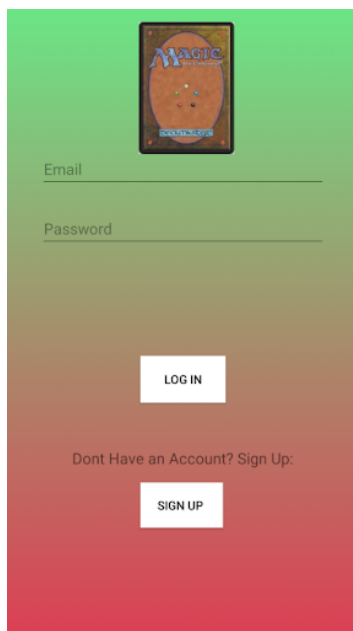 MAGIC
Email
Password
LOG IN
Dont Have an Account? Sign Up:
SIGN UP